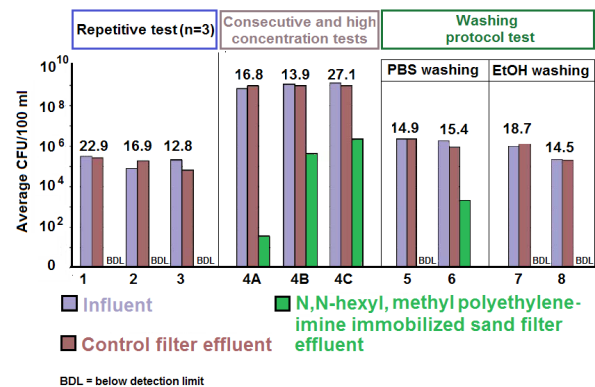 Repetitive test (n=3)
Consecutive and high
concentration tests
Washing
protocol test
PBS washing
EtOH washing
Average CFU/100 ml
10^10
10^8
10^6
10^4
10^2
0
22.9
16.9
12.8
16.8
13.9
27.1
14.9
15.4
18.7
14.5
BDL BDL BDL BDL BDL BDL
1 2 3 4A 4B 4C 5 6 7 8
Influent
Control filter effluent
N,N-hexyl, methyl polyethylene-
imine immobilized sand filter
effluent
BDL = below detection limit